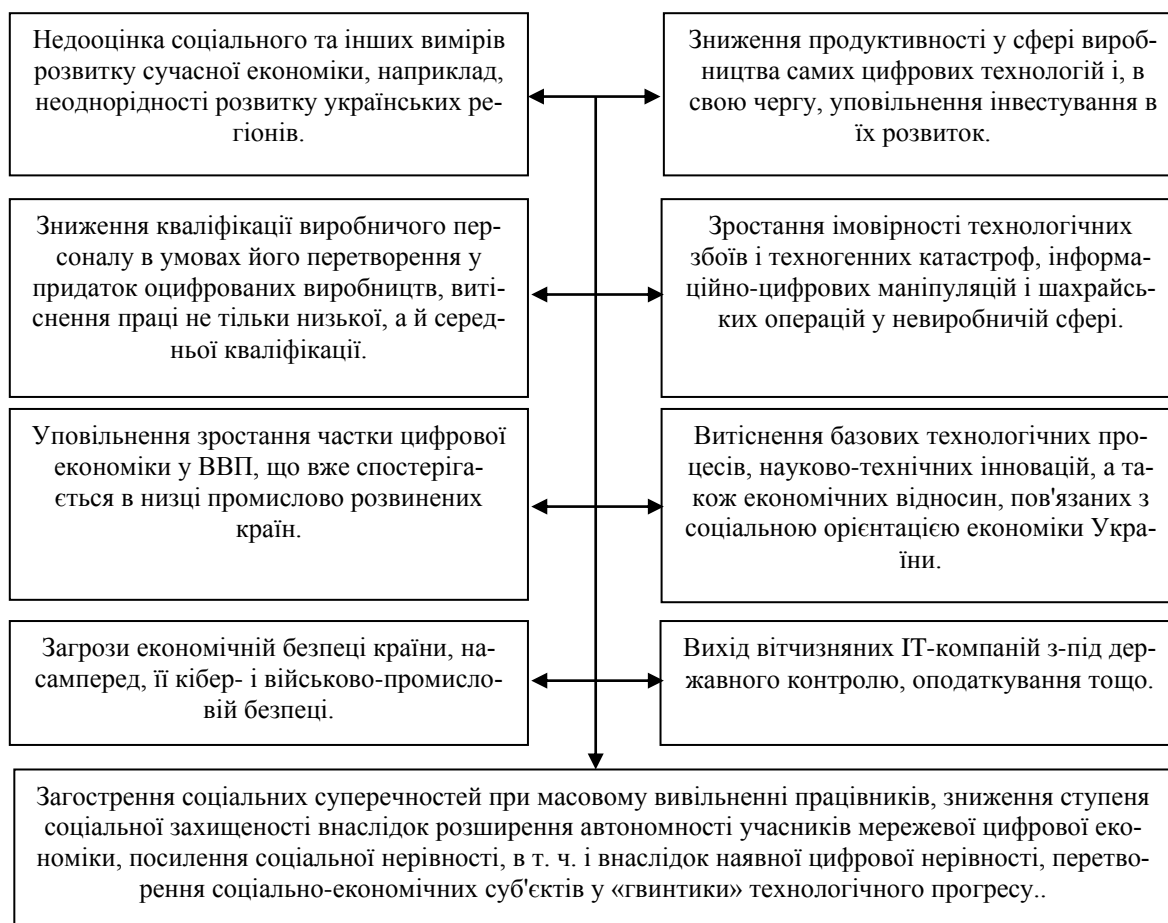 Недооцінка соціального та інших вимірів
розвитку сучасної економіки, наприклад,
неоднорідності розвитку українських ре-
гіонів.
Зниження продуктивності у сфері вироб-
ництва самих цифрових технологій і, в
свою чергу, уповільнення інвестування в
їх розвиток.
Зниження кваліфікації виробничого пер-
соналу в умовах його перетворення у
придаток оцифрованих виробництв, виті-
снення праці не тільки низької, а й серед-
ньої кваліфікації.
Зростання імовірності технологічних
збоїв і техногенних катастроф, інформа-
ційно-цифрових маніпуляцій і шахрайсь-
ких операцій у невиробничій сфері.
Уповільнення зростання частки цифрової
економіки у ВВП, що вже спостеріга-
ється в низці промислово розвинених
країн.
Витіснення базових технологічних про-
цесів, науково-технічних інновацій, а та-
кож економічних відносин, пов'язаних з
соціальною орієнтацією економіки Укра-
їни.
Загрози економічній безпеці країни, на-
самперед, її кібер- і військово-промисло-
вій безпеці.
Вихід вітчизняних ІТ-компаній з-під дер-
жавного контролю, оподаткування тощо.
Загострення соціальних суперечностей при масовому вивільненні працівників, зниження ступеня
соціальної захищеності внаслідок розширення автономності учасників мережевої цифрової еко-
номіки, посилення соціальної нерівності, в т. ч. і внаслідок наявної цифрової нерівності, перетво-
рення соціально-економічних суб'єктів у «гвинтики» технологічного прогресу..